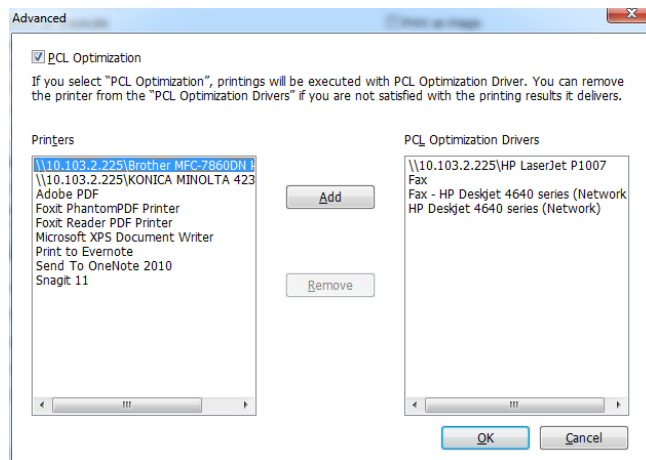 Advanced
Print as image
PCL Optimization
If you select “PCL Optimization”, printings will be executed with PCL Optimization Driver. You can remove
the printer from the “PCL Optimization Drivers” if you are not satisfied with the printing results it delivers.
Printers
PCL Optimization Drivers
\\10.103.2.225\Brother MFC-7860DN
\\10.103.2.225\KONICA MINOLTA 423
Adobe PDF
Foxit PhantomPDF Printer
Foxit Reader PDF Printer
Microsoft XPS Document Writer
Print to Evernote
Send To OneNote 2010
Snagit 11
Add
Remove
\\10.103.2.225\HP LaserJet P1007
Fax
Fax - HP Deskjet 4640 series (Network
HP Deskjet 4640 series (Network)
OK
Cancel